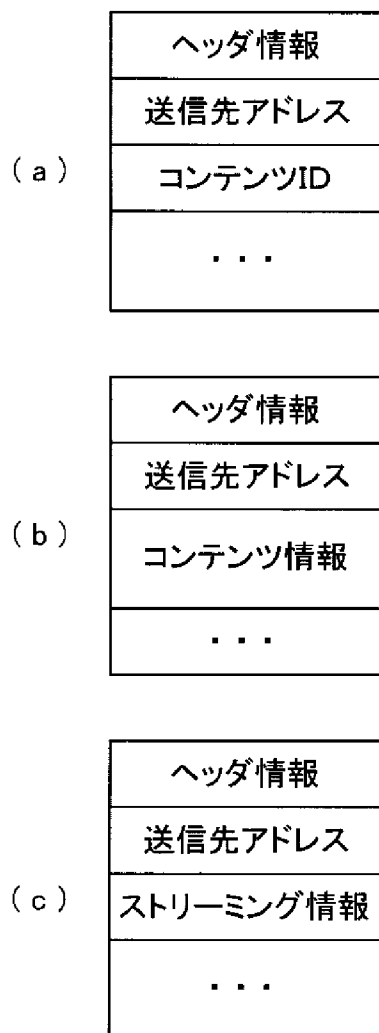 (a)
ヘッダ情報
送信先アドレス
コンテンツID
・・・
(b)
ヘッダ情報
送信先アドレス
コンテンツ情報
・・・
(c)
ヘッダ情報
送信先アドレス
ストリーミング情報
・・・